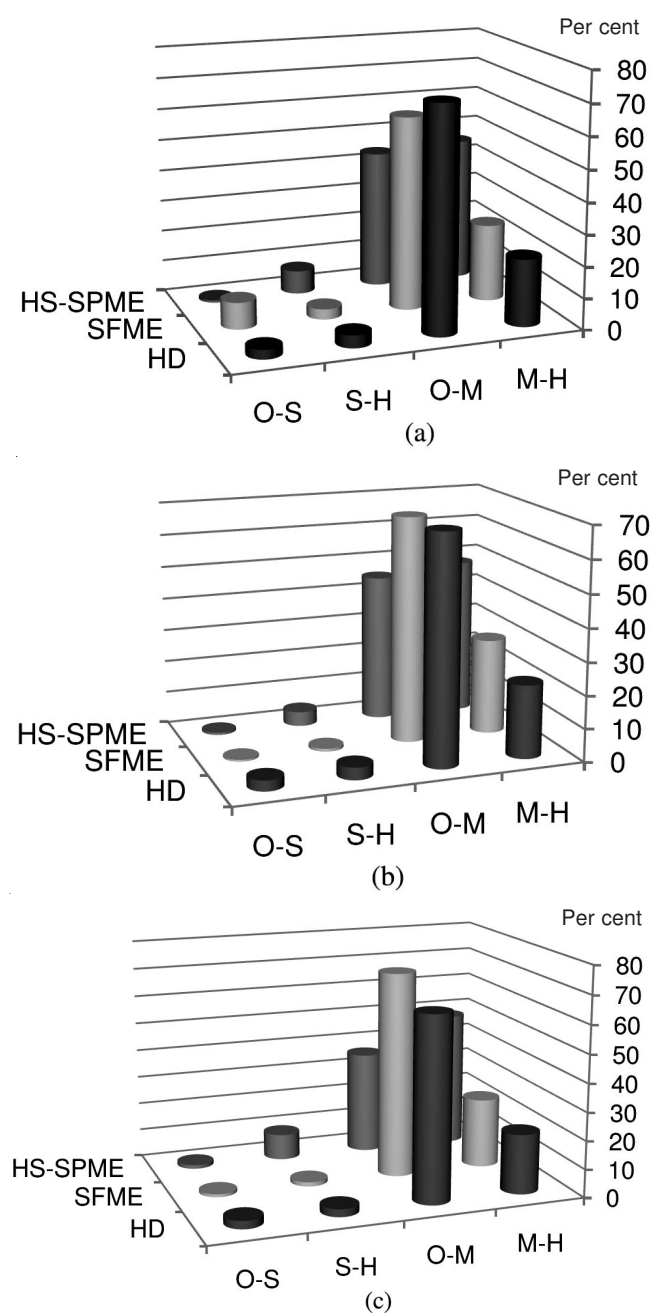 Per cent
80
70
60
50
40
30
20
10
0
HS-SPME
SFME
HD
O-S
S-H
O-M
M-H
(a)
Per cent
70
60
50
40
30
20
10
0
HS-SPME
SFME
HD
O-S
S-H
O-M
M-H
(b)
Per cent
80
70
60
50
40
30
20
10
0
HS-SPME
SFME
HD
O-S
S-H
O-M
M-H
(c)